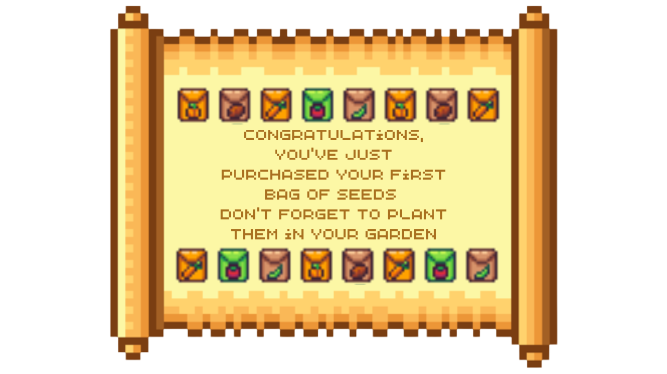 CONGRATULATiONS,
YOU'VE JUST
PURCHASED YOUR FiRST
BAG OF SEEDS
DON'T FORGET TO PLANT
THEM iN YOUR GARDEN